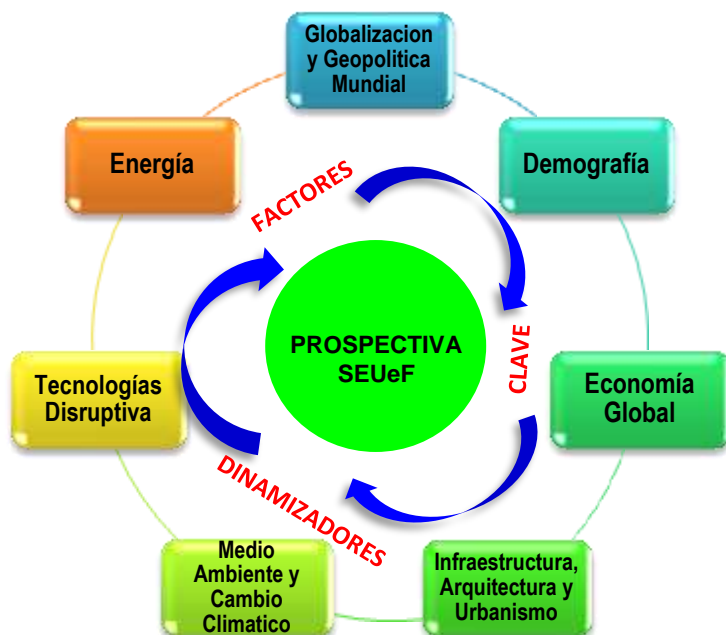 Globalizacion
y Geopolitica
Mundial
Demografía
Economía
Global
Infraestructura,
Arquitectura y
Urbanismo
Medio
Ambiente y
Cambio
Climatico
Tecnologías
Disruptiva
Energía
FACTORES
CLAVE
DINAMIZADORES
PROSPECTIVA
SEUeF